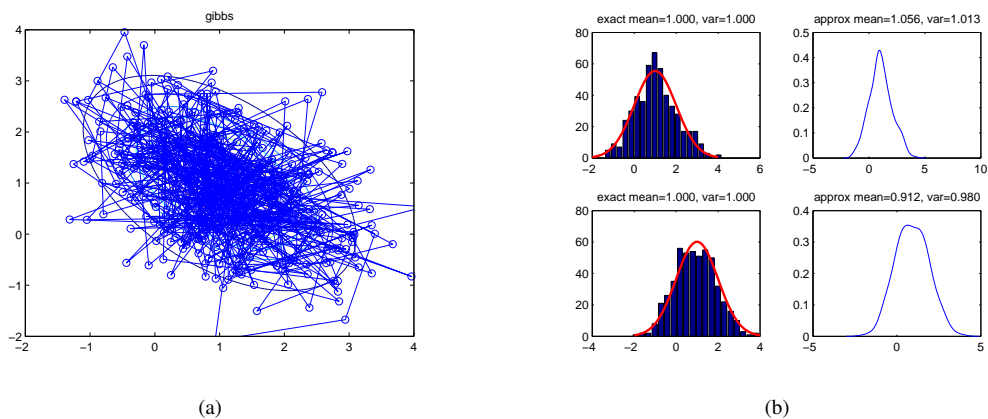 gibbs
4
3
2
1
0
−1
−2
−2 −1 0 1 2 3 4
(a)
exact mean=1.000, var=1.000
80
60
40
20
0
−2 0 2 4 6
approx mean=1.056, var=1.013
0.5
0.4
0.3
0.2
0.1
0
−5 0 5 10
exact mean=1.000, var=1.000
80
60
40
20
0
−4 −2 0 2 4
approx mean=0.912, var=0.980
0.4
0.3
0.2
0.1
0
−5 0 5
(b)